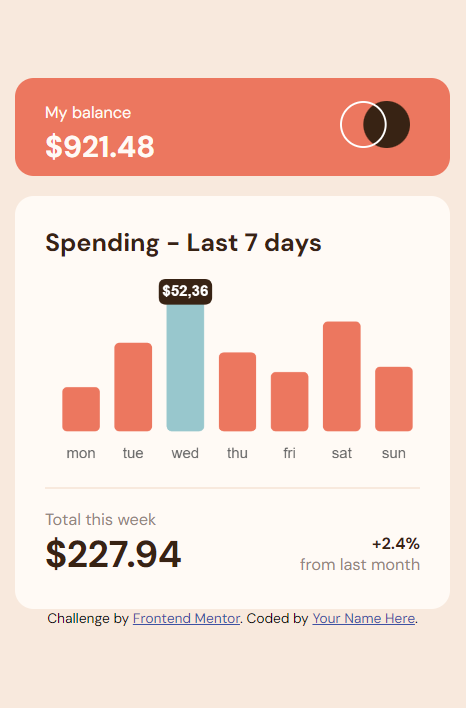 My balance
$921.48
Spending - Last 7 days
$52,36
mon tue wed thu fri sat sun
Total this week
$227.94
+2.4%
from last month
Challenge by Frontend Mentor. Coded by Your Name Here.